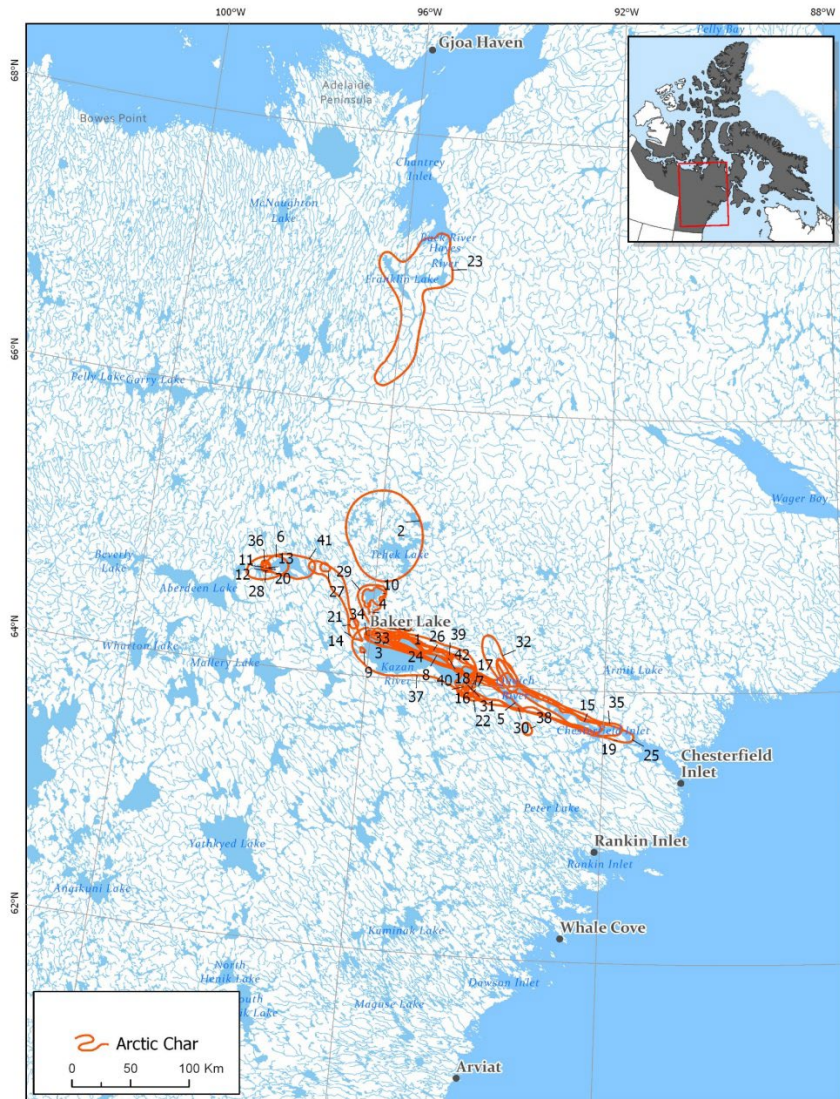 100°W
96°W
92°W
88°W
Pelly Bay
Gjoa Haven
68°N
Adelaide
Peninsula
Bowes Point
Chantrey
Inlet
McNaughton
Lake
Back River
Hayes
River
23
Franklin Lake
66°N
Pelly Lake
Garry Lake
Wager Bay
2
Tehek Lake
36
6
41
Beverly
Lake
11
13
12
20
29
10
Aberdeen Lake
28
27
4
34
21
Baker Lake
64°N
14
33
1
26
39
32
Wharton Lake
3
24
42
Mallery Lake
9
Kazan
River
8
18
17
7
Armit Lake
37
40
16
31
15
35
22
5
30
38
Chesterfield Inlet
19
25
Chesterfield
Inlet
Peter Lake
Yathkyed Lake
Rankin Inlet
Rankin Inlet
62°N
Angikuni Lake
Kaminak Lake
Whale Cove
North
Henik Lake
Dawson Inlet
Maguse Lake
Arctic Char
0
50
100 Km
Arviat